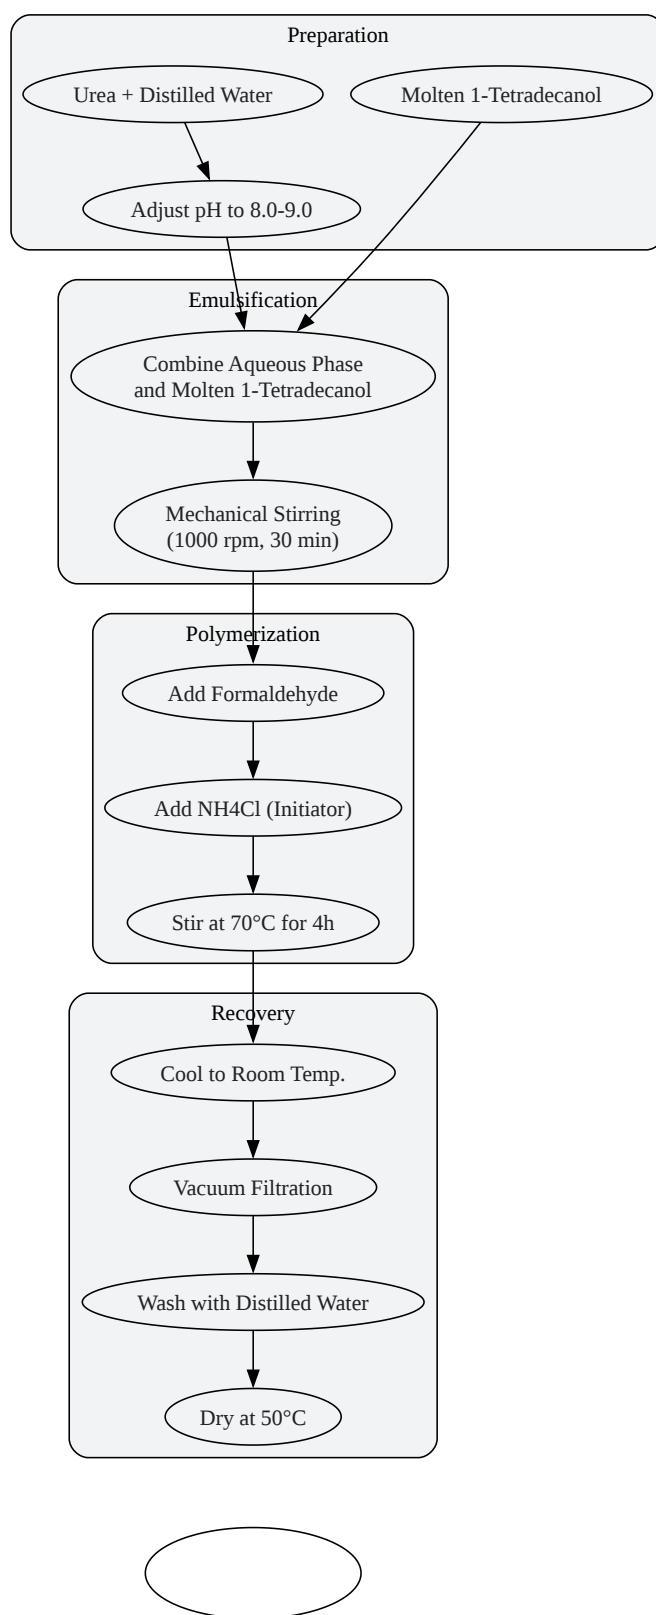 Preparation
Urea + Distilled Water
Molten 1-Tetradecanol
Adjust pH to 8.0-9.0
Emulsification
Combine Aqueous Phase
and Molten 1-Tetradecanol
Mechanical Stirring
(1000 rpm, 30 min)
Polymerization
Add Formaldehyde
Add NH4Cl (Initiator)
Stir at 70°C for 4h
Recovery
Cool to Room Temp.
Vacuum Filtration
Wash with Distilled Water
Dry at 50°C